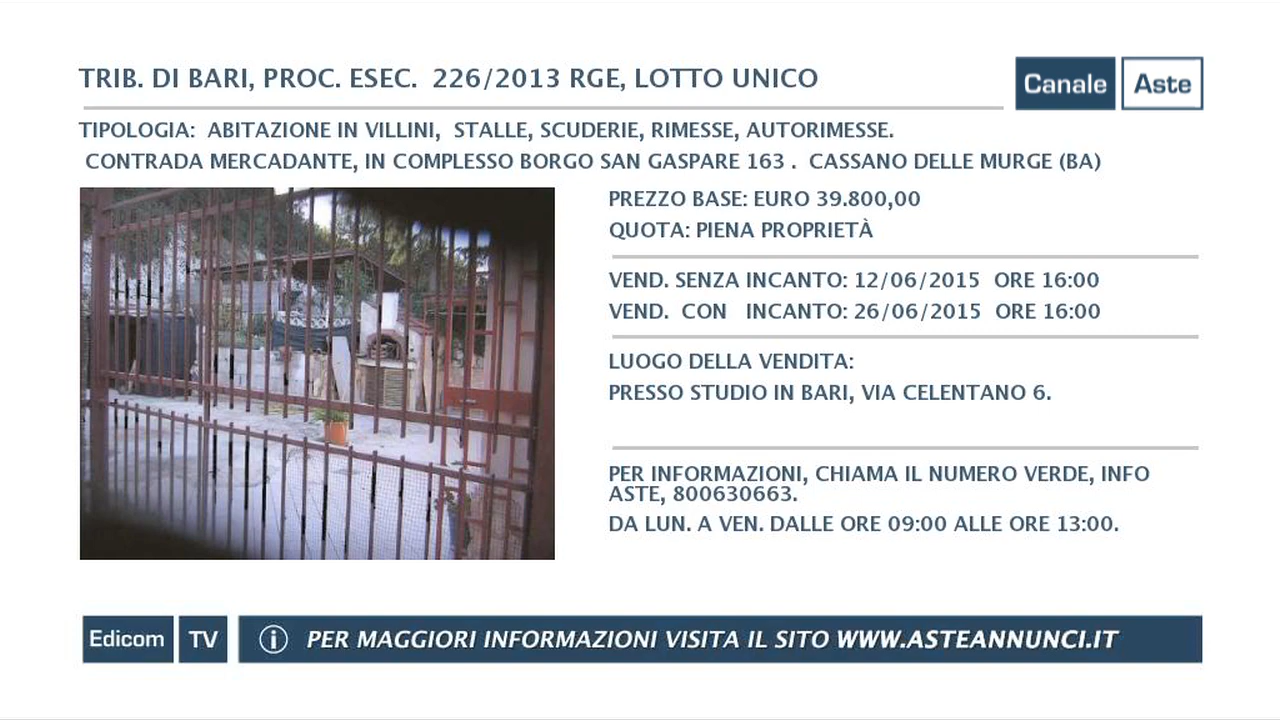 TRIB. DI BARI, PROC. ESEC.  226/2013 RGE, LOTTO UNICO
Canale Aste
TIPOLOGIA:  ABITAZIONE IN VILLINI,  STALLE, SCUDERIE, RIMESSE, AUTORIMESSE.
CONTRADA MERCADANTE, IN COMPLESSO BORGO SAN GASPARE 163 .  CASSANO DELLE MURGE (BA)
PREZZO BASE: EURO 39.800,00
QUOTA: PIENA PROPRIETÀ
VEND. SENZA INCANTO: 12/06/2015  ORE 16:00
VEND.  CON   INCANTO: 26/06/2015  ORE 16:00
LUOGO DELLA VENDITA:
PRESSO STUDIO IN BARI, VIA CELENTANO 6.
PER INFORMAZIONI, CHIAMA IL NUMERO VERDE, INFO
ASTE, 800630663.
DA LUN. A VEN. DALLE ORE 09:00 ALLE ORE 13:00.
Edicom TV
PER MAGGIORI INFORMAZIONI VISITA IL SITO WWW.ASTEANNUNCI.IT